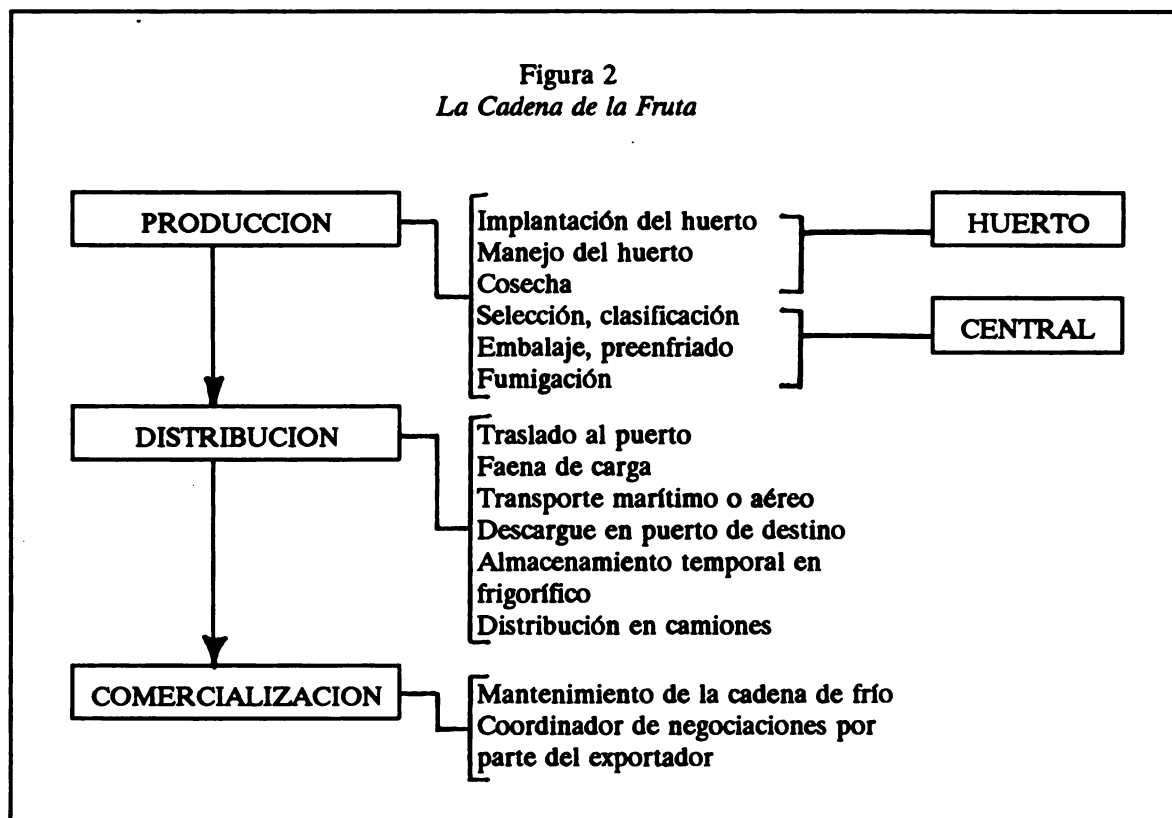 Figura 2
La Cadena de la Fruta
PRODUCCION
Implantación del huerto
Manejo del huerto
Cosecha
Selección, clasificación
Embalaje, preenfriado
Fumigación
HUERTO
CENTRAL
DISTRIBUCION
Traslado al puerto
Faena de carga
Transporte marítimo o aéreo
Descargue en puerto de destino
Almacenamiento temporal en
frigorífico
Distribución en camiones
COMERCIALIZACION
Mantenimiento de la cadena de frío
Coordinador de negociaciones por
parte del exportador